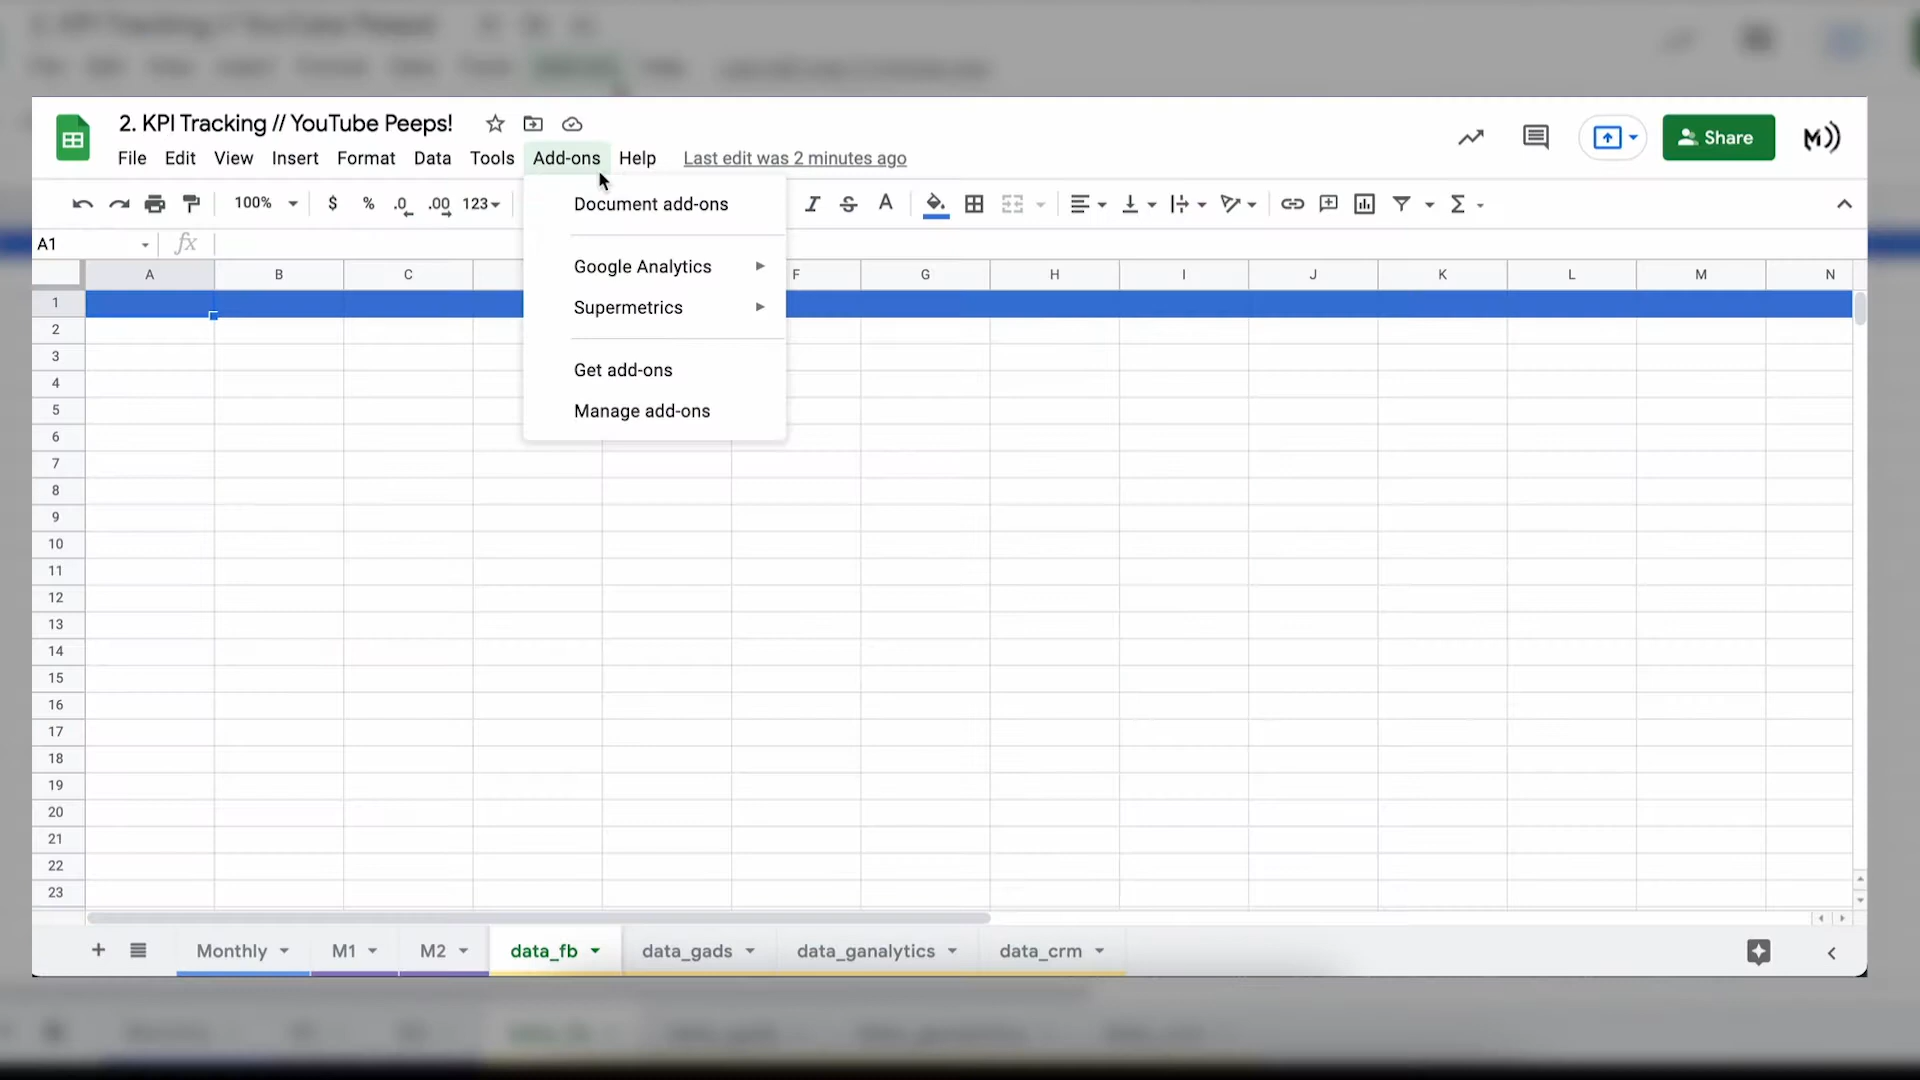 2. KPI Tracking // YouTube Peeps!
File Edit View Insert Format Data Tools Add-ons Help Last edit was 2 minutes ago
Share
M)
100% $ % .0 .00 123
A1 fx
Document add-ons
Google Analytics
Supermetrics
Get add-ons
Manage add-ons
A B C F G H I J K L M N
1
2
3
4
5
6
7
8
9
10
11
12
13
14
15
16
17
18
19
20
21
22
23
Monthly M1 M2 data_fb data_gads data_ganalytics data_crm